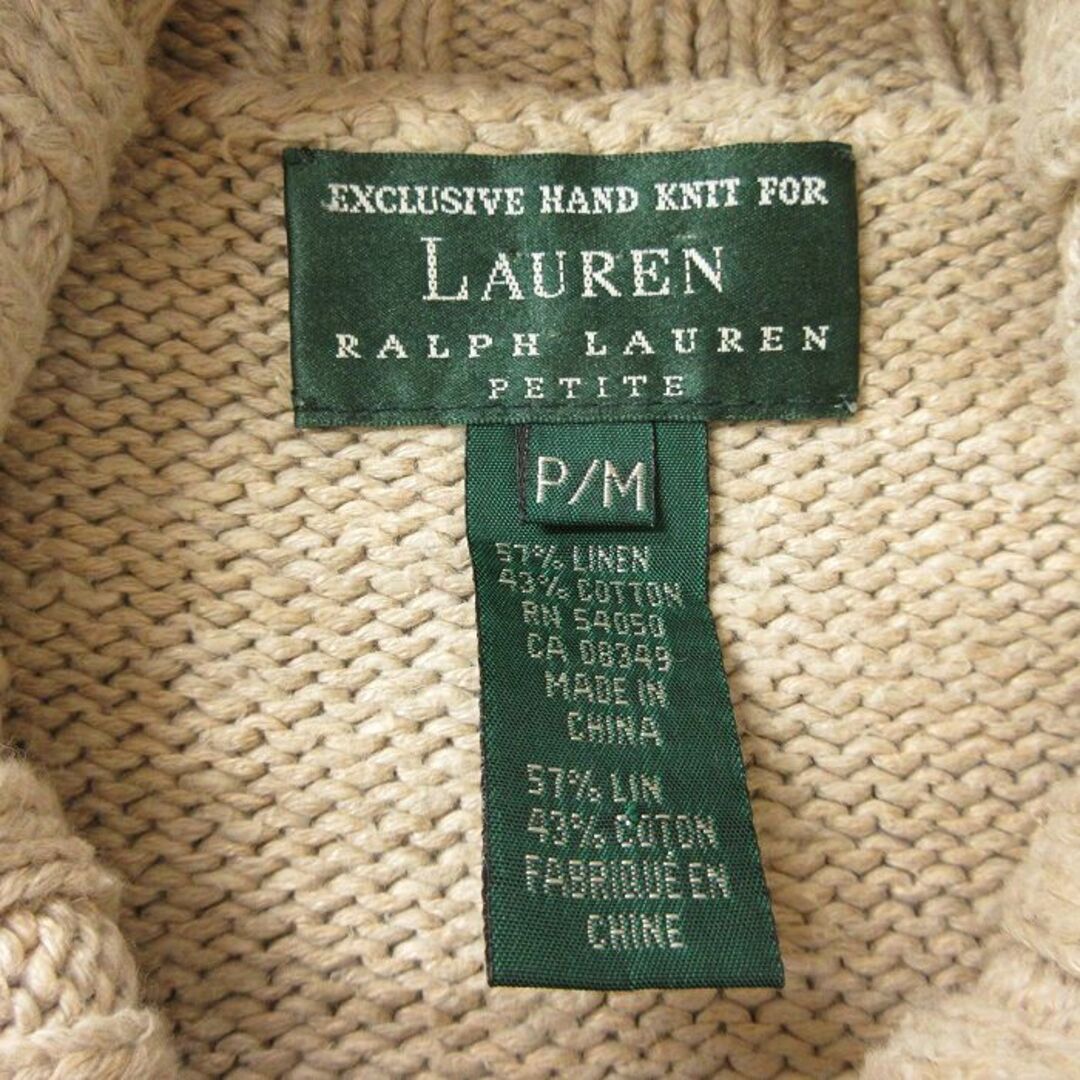 EXCLUSIVE HAND KNIT FOR
LAUREN
RALPH LAUREN
PETITE
P/M
57% LINEN
43% COTTON
RN 54050
CA 08349
MADE IN
CHINA
57% LIN
43% COTON
FABRIQUÉ EN
CHINE